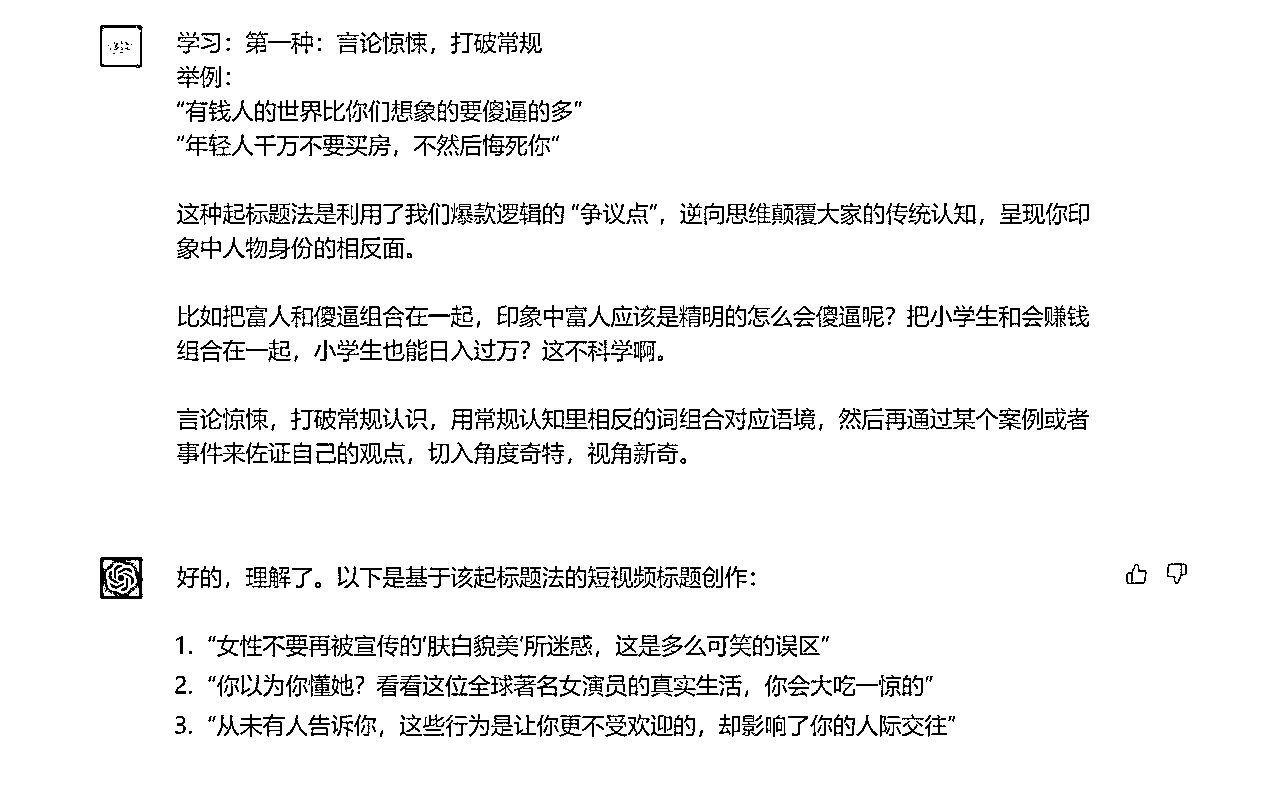 学习：第一种：言论惊悚，打破常规
举例：
“有钱人的世界比你们想象的要傻逼的多”
“年轻人千万不要买房，不然后悔死你“
这种起标题法是利用了我们爆款逻辑的 “争议点”，逆向思维颠覆大家的传统认知，呈现你印
象中人物身份的相反面。
比如把富人和傻逼组合在一起，印象中富人应该是精明的怎么会傻逼呢？把小学生和会赚钱
组合在一起，小学生也能日入过万？这不科学啊。
言论惊悚，打破常规认识，用常规认知里相反的词组合对应语境，然后再通过某个案例或者
事件来佐证自己的观点，切入角度奇特，视角新奇。
好的，理解了。以下是基于该起标题法的短视频标题创作：
1. “女性不要再被宣传的‘肤白貌美’所迷惑，这是多么可笑的误区”
2. “你以为你懂她？看看这位全球著名女演员的真实生活，你会大吃一惊的”
3. “从未有人告诉你，这些行为是让你更不受欢迎的，却影响了你的人际交往”